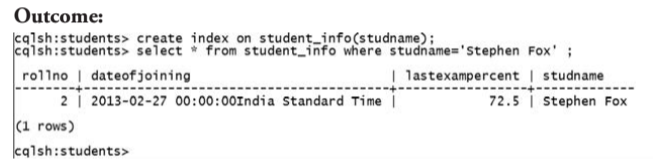 Outcome:
cqlsh:students> create index on student_info(studname);
cqlsh:students> select * from student_info where studname='Stephen Fox' ;
rollno | dateofjoining | lastexampercent | studname
--------+------------------------------------------+-----------------+-------------
2 | 2013-02-27 00:00:00India Standard Time | 72.5 | Stephen Fox
(1 rows)
cqlsh:students>